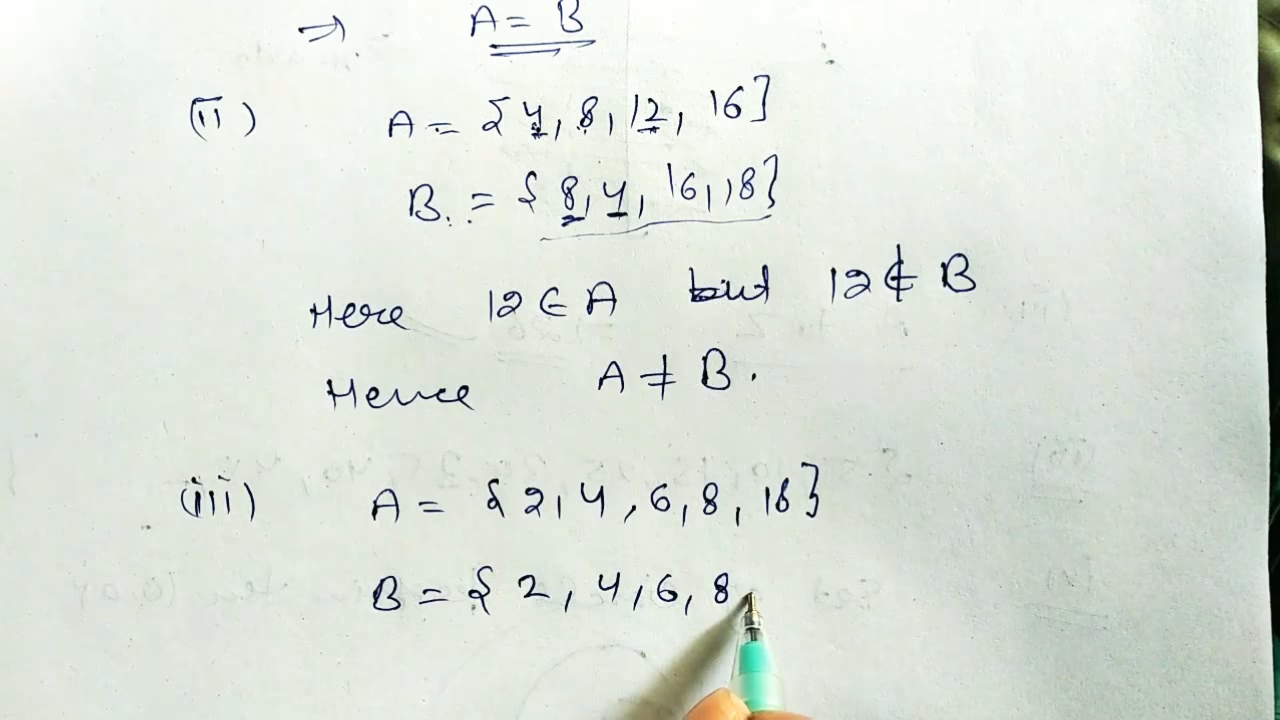 ⇒ A = B
(ii) A = {4, 8, 12, 16}
B = {8, 4, 16, 18}
Here 12 ∈ A but 12 ∉ B
Hence A ≠ B.
(iii) A = {2, 4, 6, 8, 18}
B = {2, 4, 6, 8